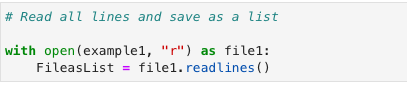 # Read all lines and save as a list
with open(example1, "r") as file1:
    FileasList = file1.readlines()